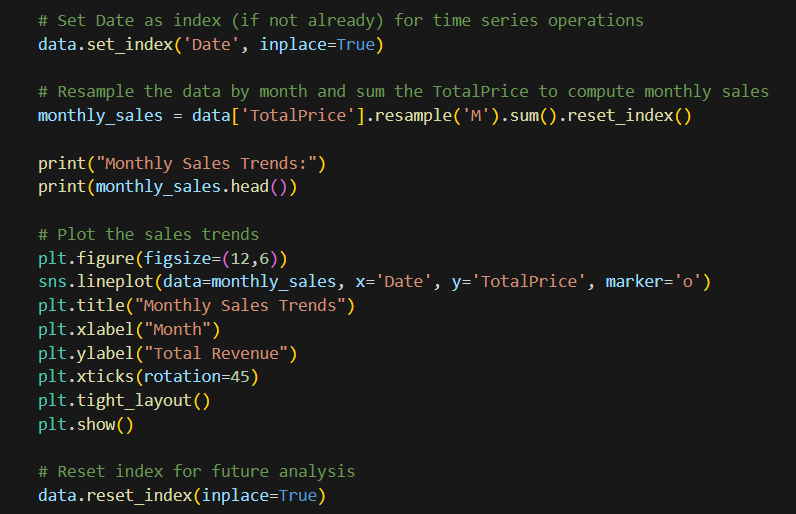 # Set Date as index (if not already) for time series operations
data.set_index('Date', inplace=True)
# Resample the data by month and sum the TotalPrice to compute monthly sales
monthly_sales = data['TotalPrice'].resample('M').sum().reset_index()
print("Monthly Sales Trends:")
print(monthly_sales.head())
# Plot the sales trends
plt.figure(figsize=(12,6))
sns.lineplot(data=monthly_sales, x='Date', y='TotalPrice', marker='o')
plt.title("Monthly Sales Trends")
plt.xlabel("Month")
plt.ylabel("Total Revenue")
plt.xticks(rotation=45)
plt.tight_layout()
plt.show()
# Reset index for future analysis
data.reset_index(inplace=True)